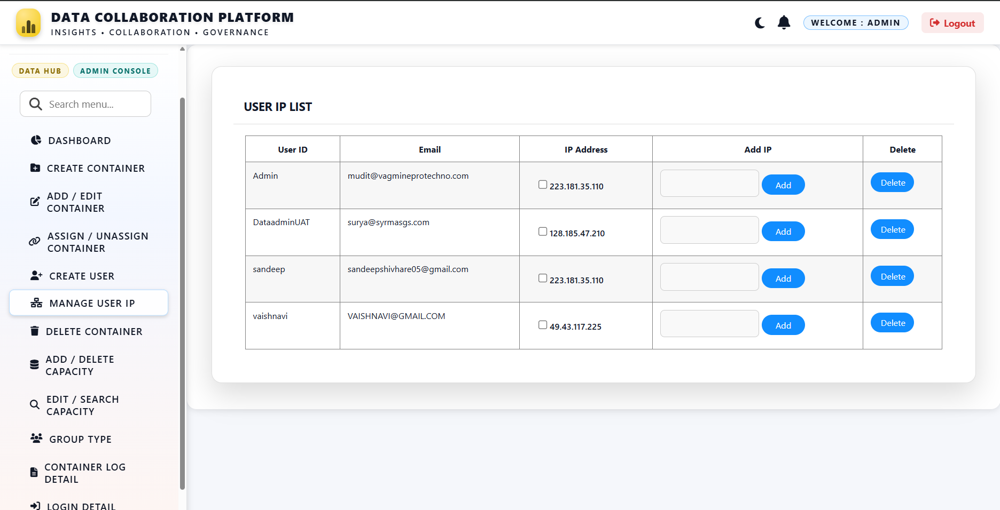 DATA COLLABORATION PLATFORM
INSIGHTS • COLLABORATION • GOVERNANCE
WELCOME : ADMIN
Logout
DATA HUB
ADMIN CONSOLE
Search menu...
DASHBOARD
CREATE CONTAINER
ADD / EDIT
CONTAINER
ASSIGN / UNASSIGN
CONTAINER
CREATE USER
MANAGE USER IP
DELETE CONTAINER
ADD / DELETE
CAPACITY
EDIT / SEARCH
CAPACITY
GROUP TYPE
CONTAINER LOG
DETAIL
LOGIN DETAIL
USER IP LIST
User ID Email IP Address Add IP Delete
Admin mudit@vagmineprotechno.com 223.181.35.110 Add Delete
DataadminUAT surya@syrmasgs.com 128.185.47.210 Add Delete
sandeep sandeepshivhare05@gmail.com 223.181.35.110 Add Delete
vaishnavi VAISHNAVI@GMAIL.COM 49.43.117.225 Add Delete